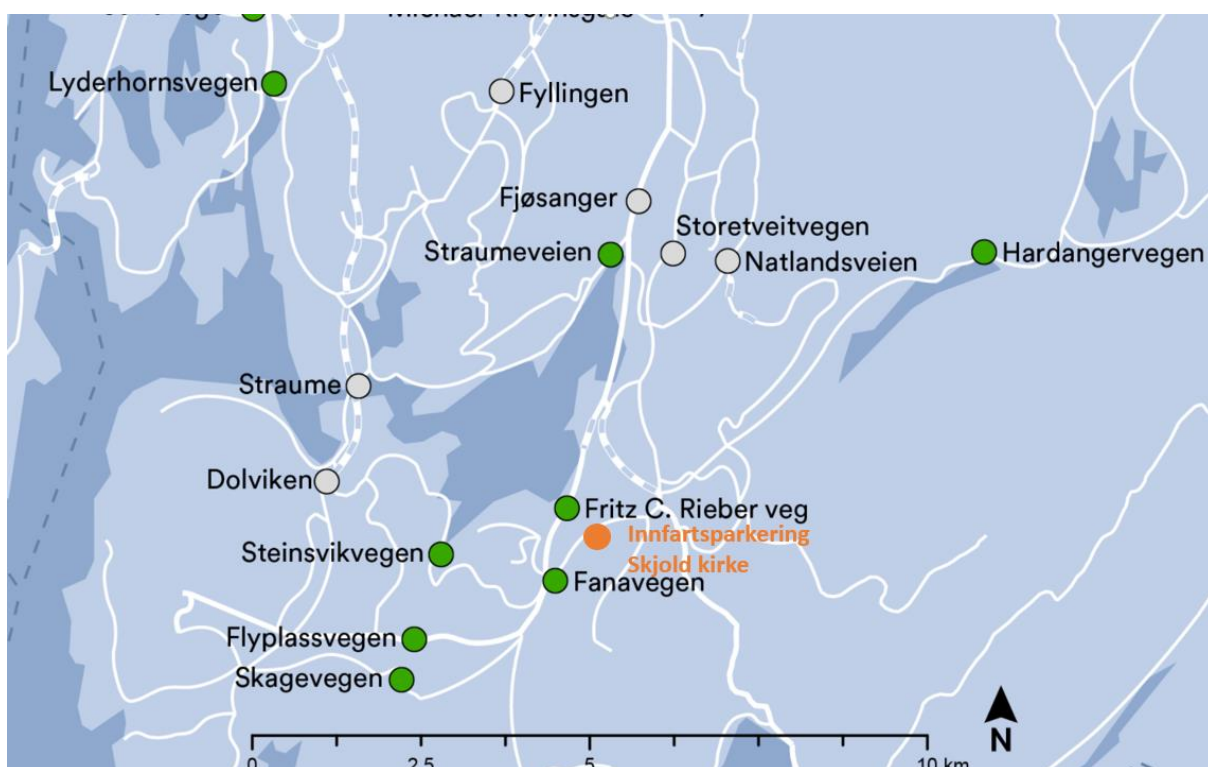 Lyderhornsvegen
Fyllingen
Fjøsanger
Storetveitvegen
Straumeveien
Natlandsveien
Hardangervegen
Straume
Dolviken
Fritz C. Rieber veg
Innfartsparkering
Skjold kirke
Steinsvikvegen
Fanavegen
Flyplassvegen
Skagevegen
N
0 2,5 5 10 km